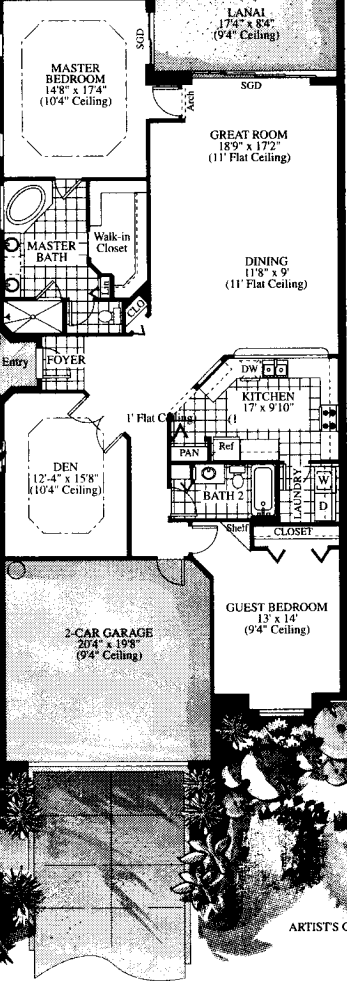 LANAI
17'4" x 8'4"
(9'4" Ceiling)
SGD
MASTER
BEDROOM
14'8" x 17'4"
(10'4" Ceiling)
SGD
Arch
GREAT ROOM
18'9" x 17'2"
(11' Flat Ceiling)
Walk-in
Closet
MASTER
BATH
DINING
11'8" x 9'
(11' Flat Ceiling)
Lin
CLO
Entry
FOYER
DW
KITCHEN
17' x 9'10"
1' Flat Ceiling)
(1
PAN
Ref
DEN
12'-4" x 15'8"
(10'4" Ceiling)
BATH 2
LAUNDRY
W
D
Shelf
CLOSET
GUEST BEDROOM
13' x 14'
(9'4" Ceiling)
2-CAR GARAGE
20'4" x 19'8"
(9'4" Ceiling)
ARTIST'S C